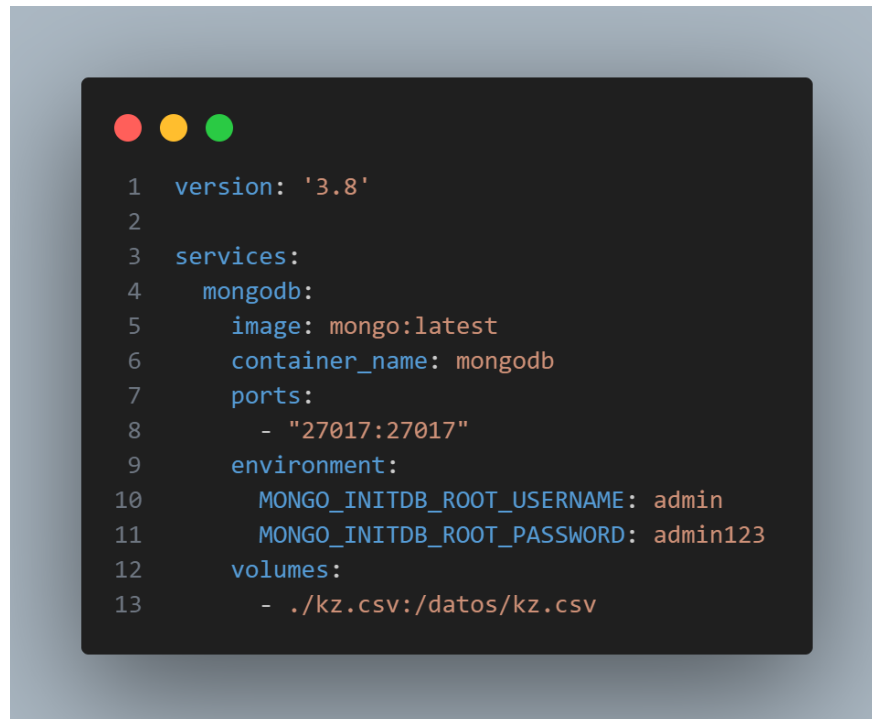 1 version: '3.8'
2
3 services:
4   mongodb:
5     image: mongo:latest
6     container_name: mongodb
7     ports:
8       - "27017:27017"
9     environment:
10       MONGO_INITDB_ROOT_USERNAME: admin
11       MONGO_INITDB_ROOT_PASSWORD: admin123
12     volumes:
13       - ./kz.csv:/datos/kz.csv